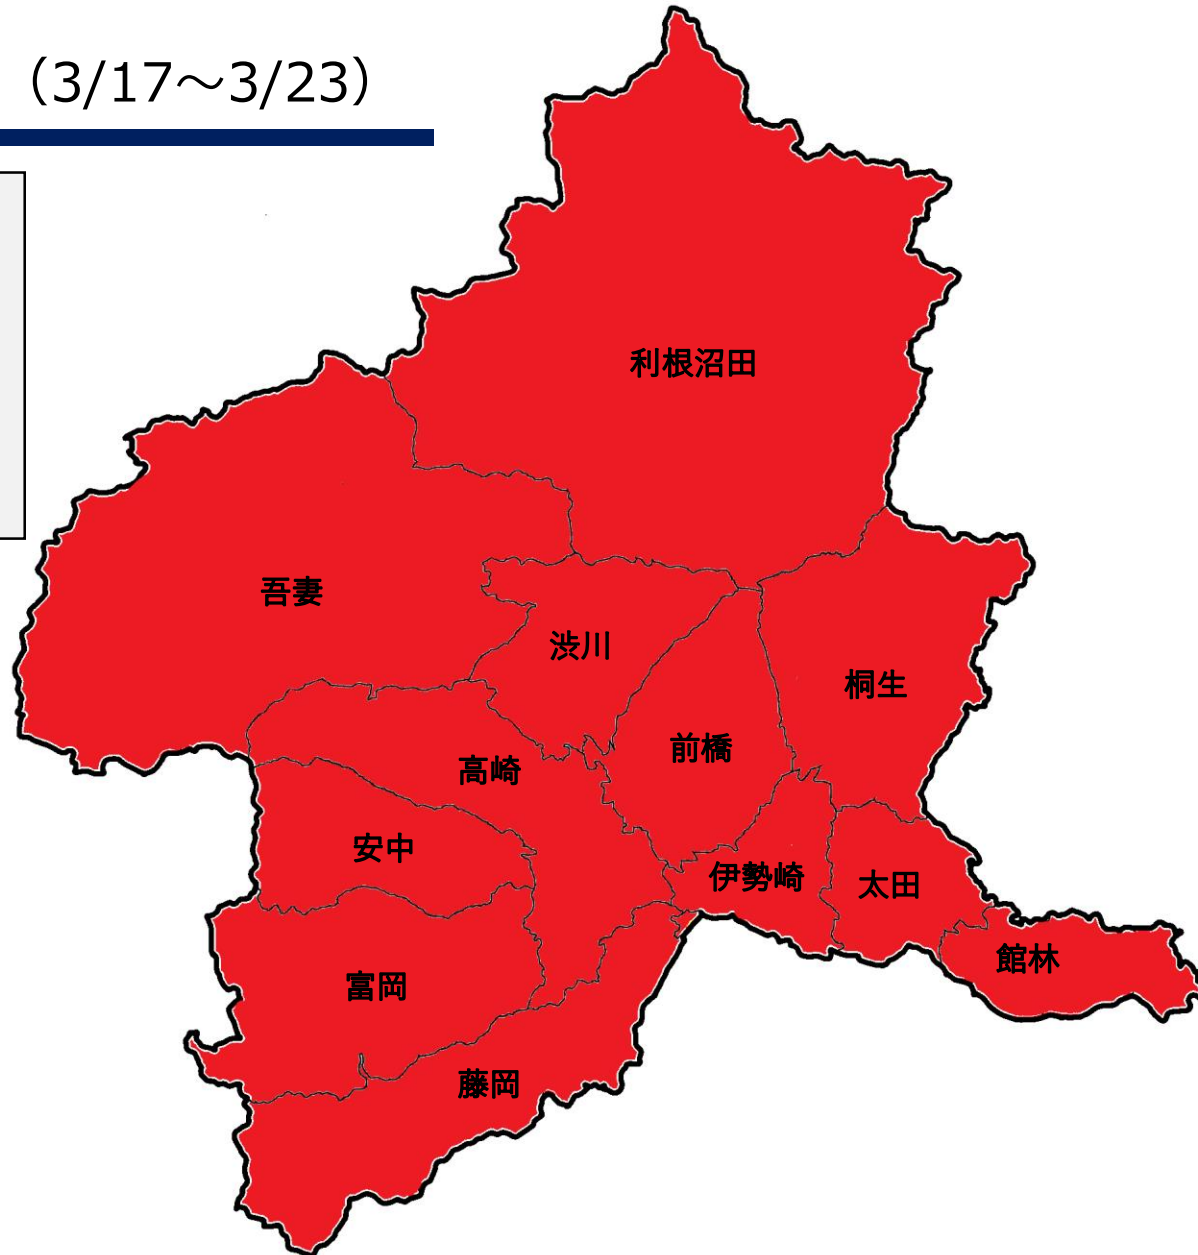 （3/17～3/23）
利根沼田
吾妻
渋川
桐生
前橋
高崎
安中
伊勢崎
太田
館林
富岡
藤岡